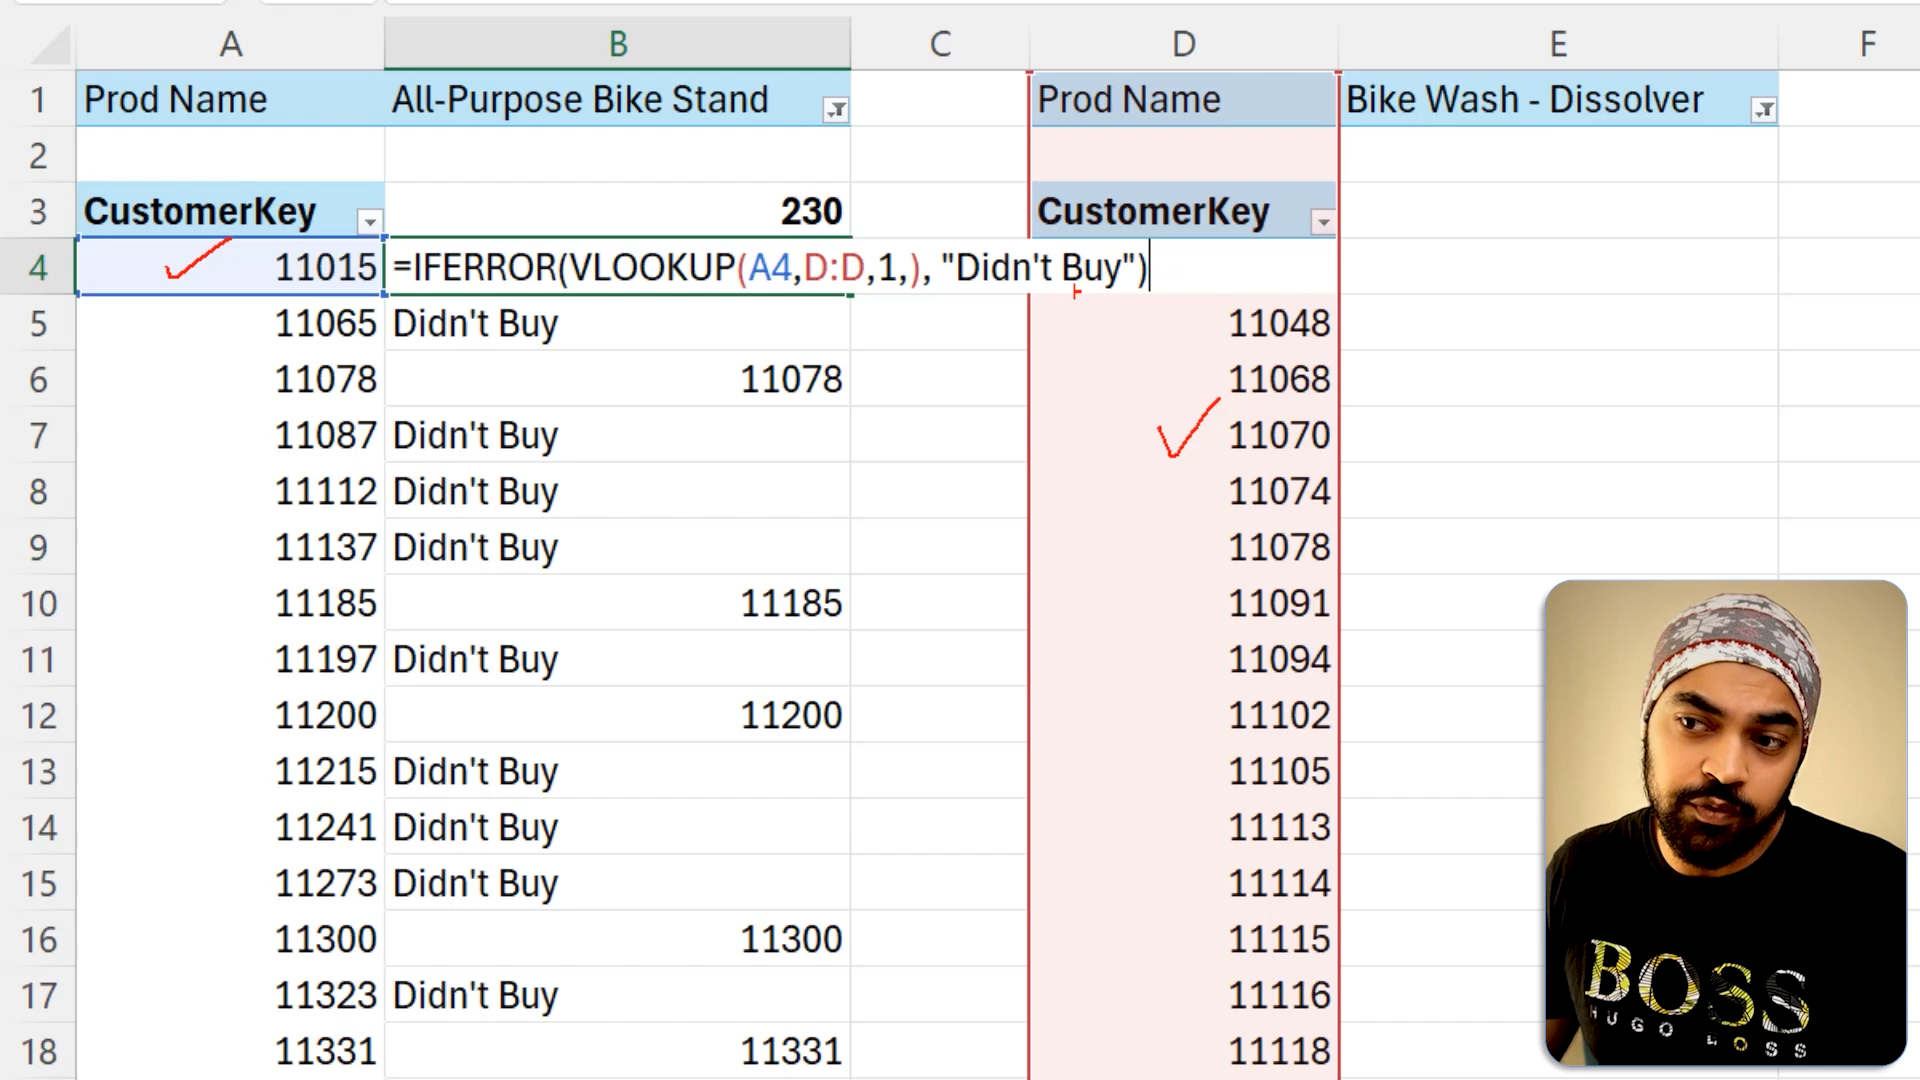 A B C D E F
1 Prod Name All-Purpose Bike Stand Prod Name Bike Wash - Dissolver
2
3 CustomerKey 230 CustomerKey
4 11015 =IFERROR(VLOOKUP(A4,D:D,1,), "Didn't Buy")
5 11065 Didn't Buy 11048
6 11078 11078 11068
7 11087 Didn't Buy 11070
8 11112 Didn't Buy 11074
9 11137 Didn't Buy 11078
10 11185 11185 11091
11 11197 Didn't Buy 11094
12 11200 11200 11102
13 11215 Didn't Buy 11105
14 11241 Didn't Buy 11113
15 11273 Didn't Buy 11114
16 11300 11300 11115
17 11323 Didn't Buy 11116
18 11331 11331 11118
BOSS
HUGO BOSS